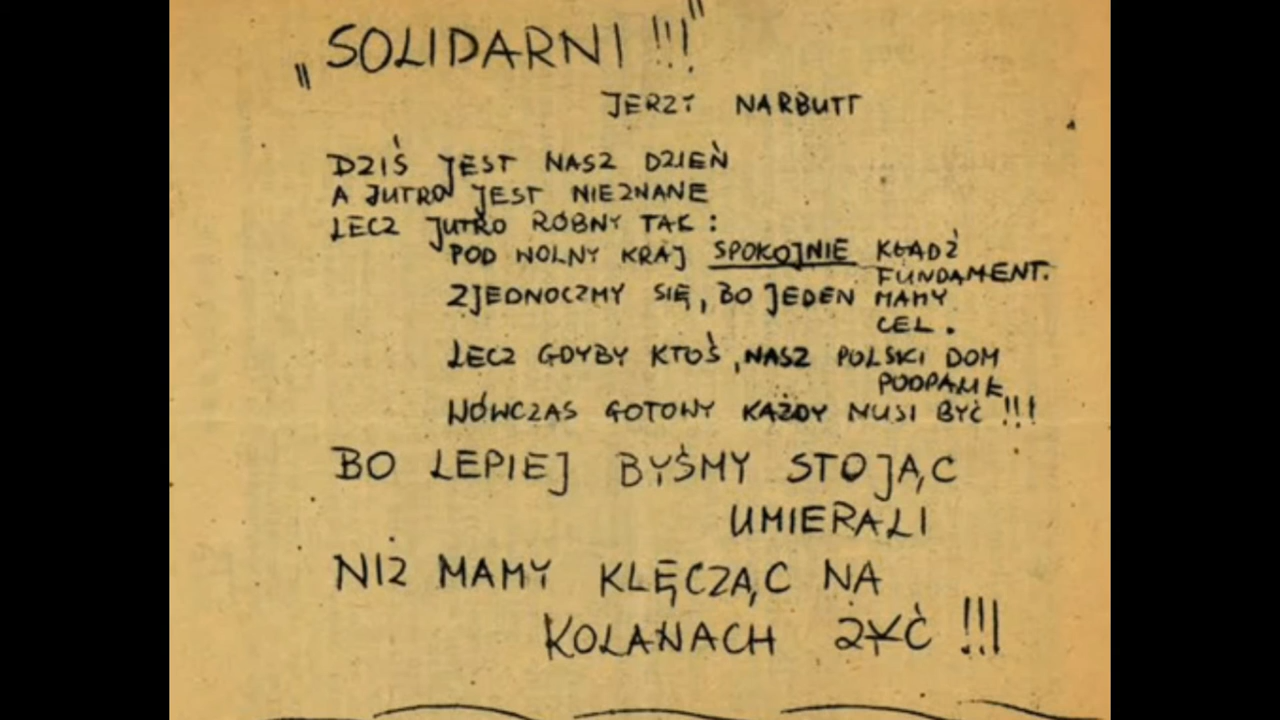 „SOLIDARNI!!!"
JERZY NARBUTT
DZIŚ JEST NASZ DZIEŃ
A JUTRO JEST NIEZNANE
LECZ JUTRO RÓBMY TAK:
POD WOLNY KRAJ SPOKOJNIE KŁADŹ
FUNDAMENT.
ZJEDNOCZMY SIĘ, BO JEDEN MAMY
CEL.
LECZ GDYBY KTOŚ, NASZ POLSKI DOM
PODPALIŁ
WÓWCZAS GOTOWY KAŻDY MUSI BYĆ!!!
BO LEPIEJ BYŚMY STOJĄC
UMIERALI
NIŻ MAMY KLĘCZĄC NA
KOLANACH ŻYĆ!!!